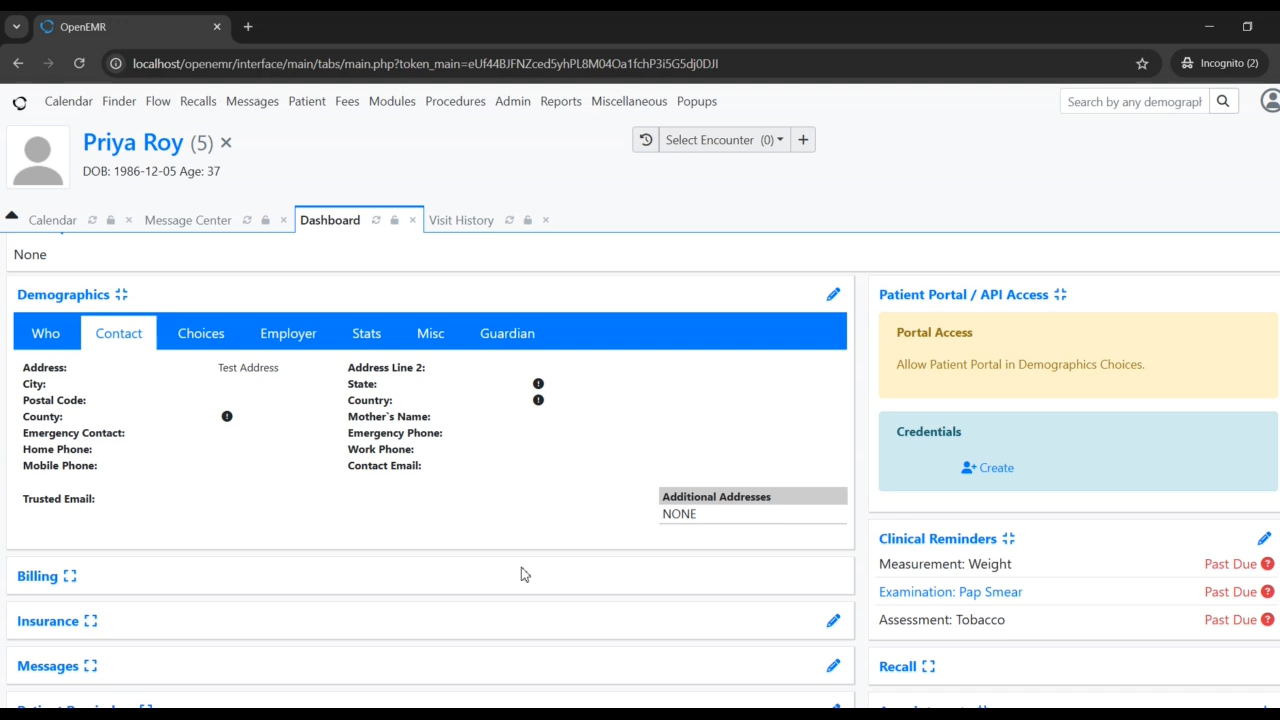 OpenEMR
localhost/openemr/interface/main/tabs/main.php?token_main=eUf44BJFNZced5yhPL8M04Oa1fchP3i5G5dj0DJI
Incognito (2)
Calendar Finder Flow Recalls Messages Patient Fees Modules Procedures Admin Reports Miscellaneous Popups
Search by any demograph
Priya Roy (5)
Select Encounter (0)
DOB: 1986-12-05 Age: 37
Calendar Message Center Dashboard Visit History
None
Demographics
Who Contact Choices Employer Stats Misc Guardian
Address: Test Address Address Line 2:
City: State:
Postal Code: Country:
County: Mother`s Name:
Emergency Contact: Emergency Phone:
Home Phone: Work Phone:
Mobile Phone: Contact Email:
Trusted Email:
Additional Addresses
NONE
Billing
Insurance
Messages
Patient Portal / API Access
Portal Access
Allow Patient Portal in Demographics Choices.
Credentials
Create
Clinical Reminders
Measurement: Weight Past Due
Examination: Pap Smear Past Due
Assessment: Tobacco Past Due
Recall